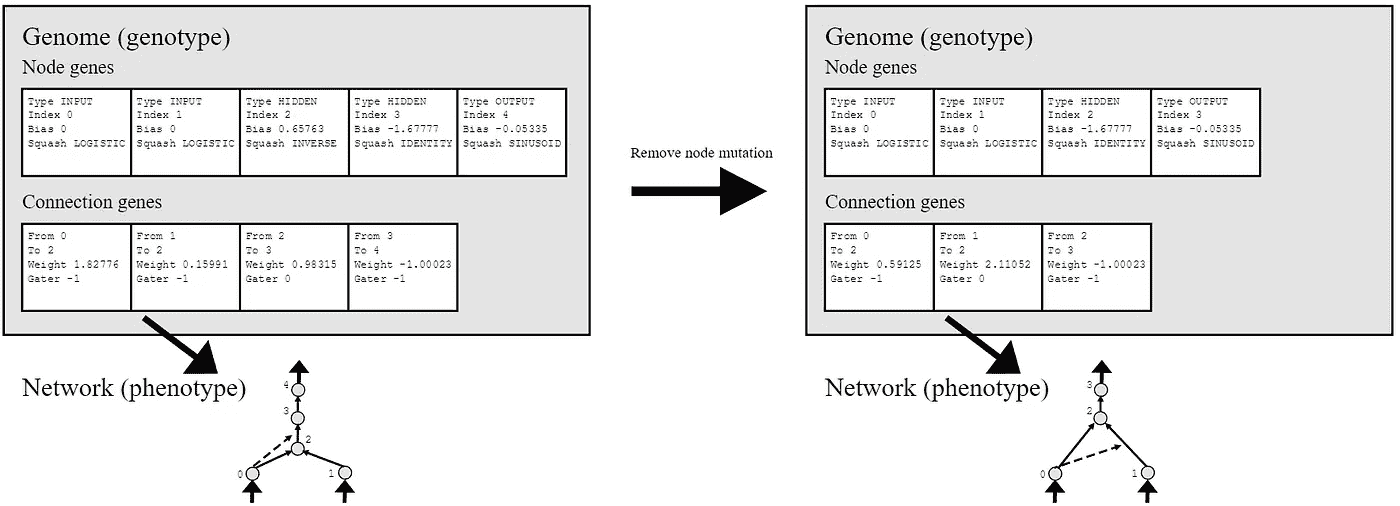 Genome (genotype)
Node genes
Type INPUT
Index 0
Bias 0
Squash LOGISTIC
Type INPUT
Index 1
Bias 0
Squash LOGISTIC
Type HIDDEN
Index 2
Bias 0.65763
Squash INVERSE
Type HIDDEN
Index 3
Bias -1.67777
Squash IDENTITY
Type OUTPUT
Index 4
Bias -0.05335
Squash SINUSOID
Connection genes
From 0
To 2
Weight 1.82776
Gater -1
From 1
To 2
Weight 0.15991
Gater -1
From 2
To 3
Weight 0.98315
Gater 0
From 3
To 4
Weight -1.00023
Gater -1
Network (phenotype)
4
3
2
0
1
Remove node mutation
Genome (genotype)
Node genes
Type INPUT
Index 0
Bias 0
Squash LOGISTIC
Type INPUT
Index 1
Bias 0
Squash LOGISTIC
Type HIDDEN
Index 2
Bias -1.67777
Squash IDENTITY
Type OUTPUT
Index 3
Bias -0.05335
Squash SINUSOID
Connection genes
From 0
To 2
Weight 0.59125
Gater -1
From 1
To 2
Weight 2.11052
Gater 0
From 2
To 3
Weight -1.00023
Gater -1
Network (phenotype)
3
2
0
1